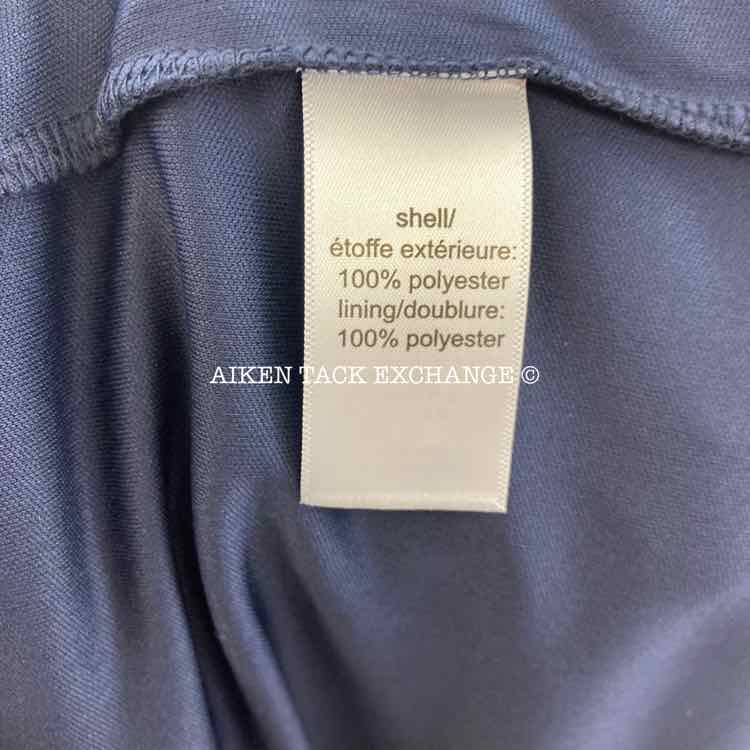 shell/
étoffe extérieure:
100% polyester
lining/doublure:
100% polyester
AIKEN TACK EXCHANGE ©